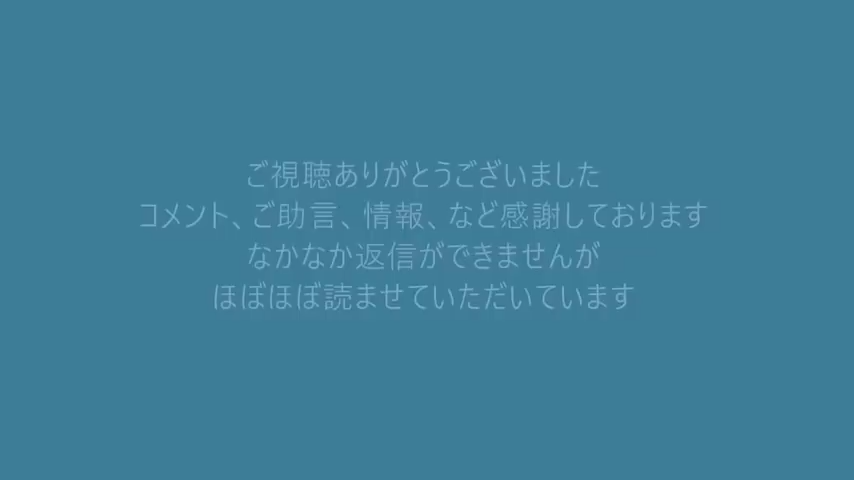 ご視聴ありがとうございました
コメント、ご助言、情報、など感謝しております
なかなか返信ができませんが
ほぼほぼ読ませていただいています